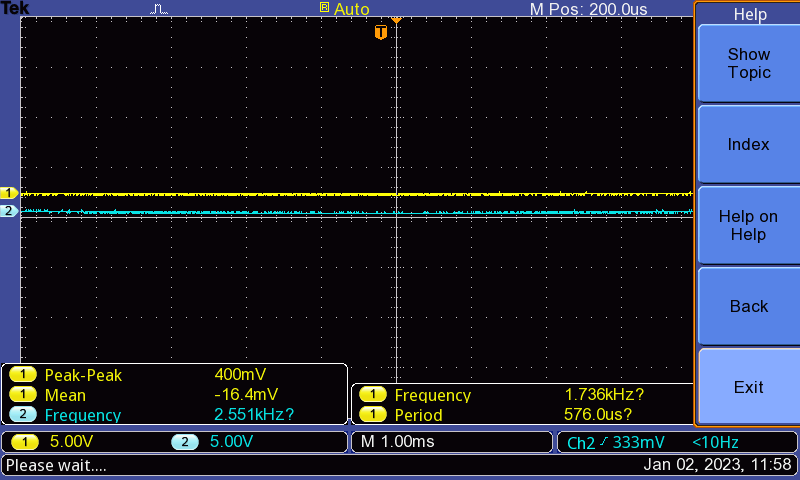 Tek
R Auto
M Pos: 200.0us
Help
T
Show
Topic
Index
1
2
Help on
Help
Back
Exit
1 Peak-Peak 400mV
1 Mean -16.4mV
2 Frequency 2.551kHz?
1 Frequency 1.736kHz?
1 Period 576.0us?
1 5.00V 2 5.00V M 1.00ms Ch2 333mV <10Hz
Please wait.... Jan 02, 2023, 11:58